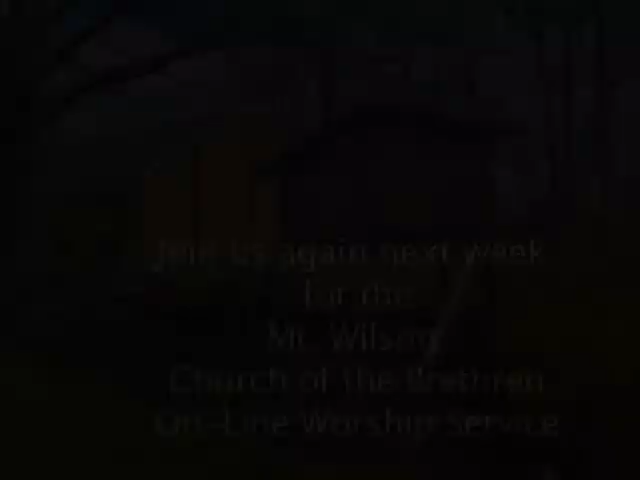 Join us again next week
for the
Mt. Wilson
Church of the Brethren
On-Line Worship Service